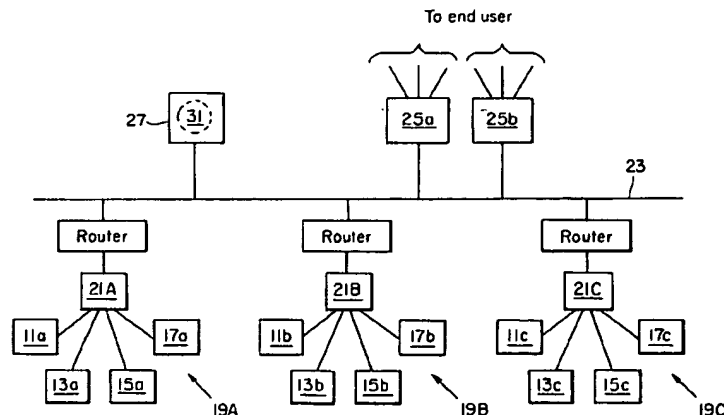 To end user
27
31
25a
25b
23
Router
Router
Router
21A
21B
21C
11a
17a
11b
17b
11c
17c
13a
15a
13b
15b
13c
15c
19A
19B
19C